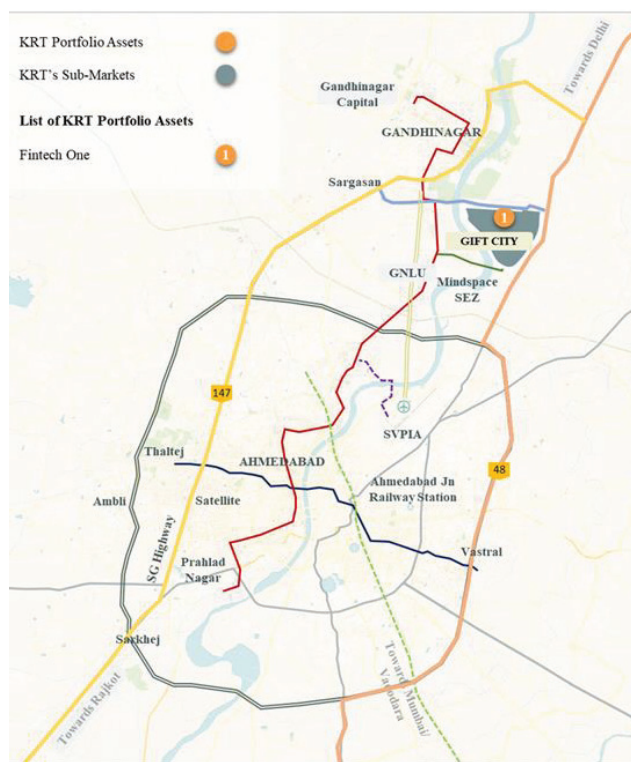 KRT Portfolio Assets
KRT's Sub-Markets
List of KRT Portfolio Assets
Fintech One
1
Towards Delhi
Gandhinagar
Capital
GANDHINAGAR
Sargasan
1
GIFT CITY
GNLU
Mindspace
SEZ
147
SVPIA
Thaltej
AHMEDABAD
48
Ambli
Satellite
Ahmedabad Jn
Railway Station
SG Highway
Vastral
Prahlad
Nagar
Sarkhej
Towards Rajkot
Towards Mumbai/
Vadodara